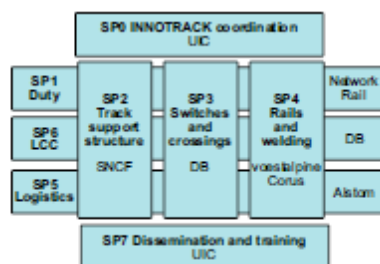 SP0 INNOTRACK coordination
UIC
SP1
Duty
SP6
LCC
SP5
Logistics
SP2
Track
support
structure
SNCF
SP3
Switches
and
crossings
DB
SP4
Rails
and
welding
voestalpine
Corus
Network
Rail
DB
Alstom
SP7 Dissemination and training
UIC